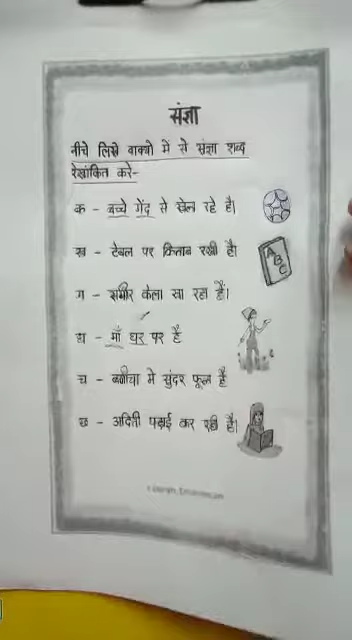 संज्ञा
नीचे लिखे वाक्यो में से संज्ञा शब्द
रेखांकित करे-
क - बच्चे गेंद से खेल रहे है।
ख - टेबल पर किताब रखी है।
ग - समीर केला खा रहा है।
घ - माँ घर पर है
च - बगीचा मे सुंदर फूल है
छ - अदिती पढ़ाई कर रही है।
A
B
C